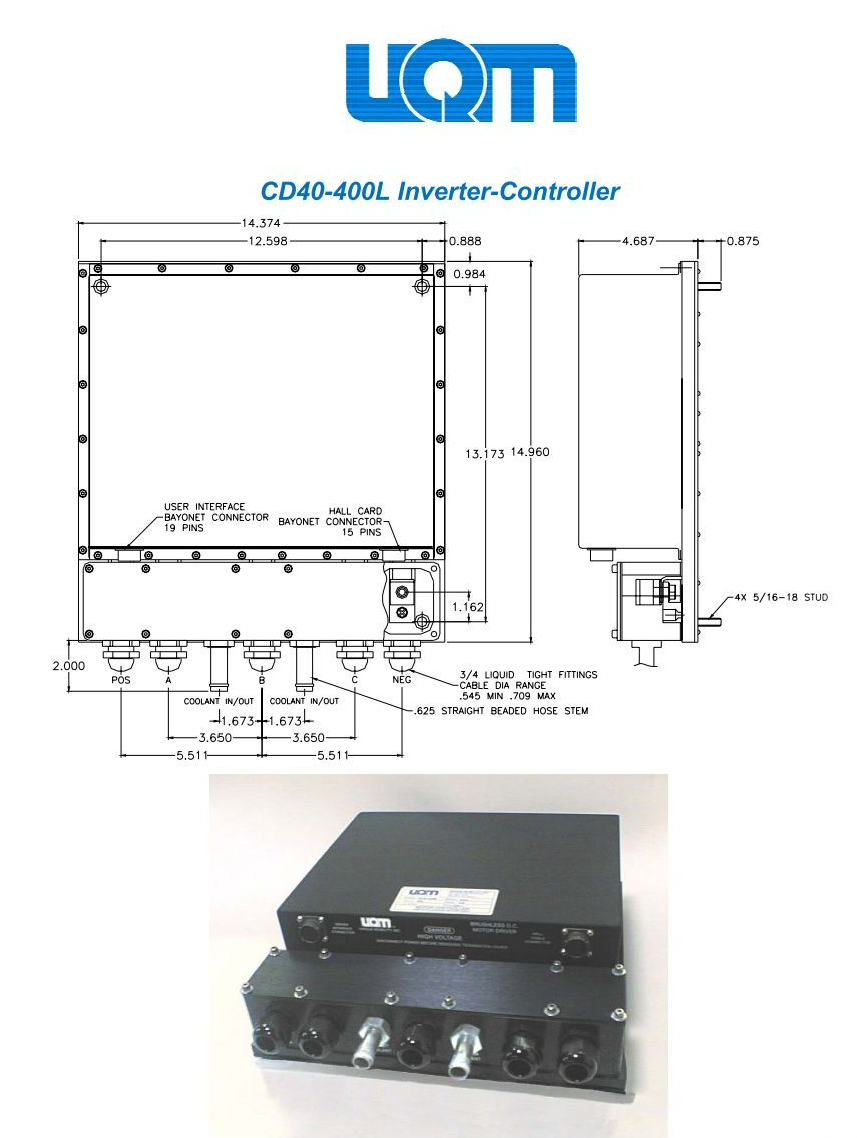 UQM
CD40-400L Inverter-Controller
14.374
12.598
0.888
4.687
0.875
0.984
13.173
14.960
USER INTERFACE
BAYONET CONNECTOR
19 PINS
HALL CARD
BAYONET CONNECTOR
15 PINS
1.162
4X 5/16-18 STUD
2.000
POS
A
B
C
NEG
3/4 LIQUID TIGHT FITTINGS
CABLE DIA RANGE
.545 MIN .709 MAX
COOLANT IN/OUT
COOLANT IN/OUT
.625 STRAIGHT BEADED HOSE STEM
1.673
1.673
3.650
3.650
5.511
5.511
UQM
UQM
DANGER
HIGH VOLTAGE
BRUSHLESS D.C.
MOTOR DRIVER